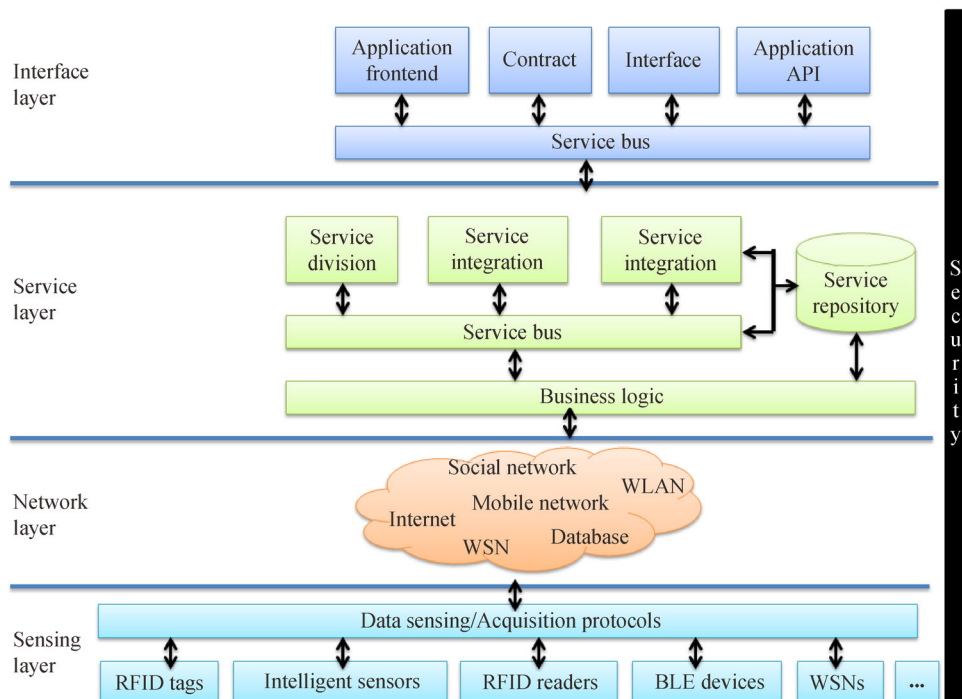 Interface
layer
Application
frontend
Contract
Interface
Application
API
Service bus
Service
layer
Service
division
Service
integration
Service
integration
Service
repository
Service bus
Business logic
Network
layer
Social network
WLAN
Mobile network
Internet
Database
WSN
Sensing
layer
Data sensing/Acquisition protocols
RFID tags
Intelligent sensors
RFID readers
BLE devices
WSNs
...
Security